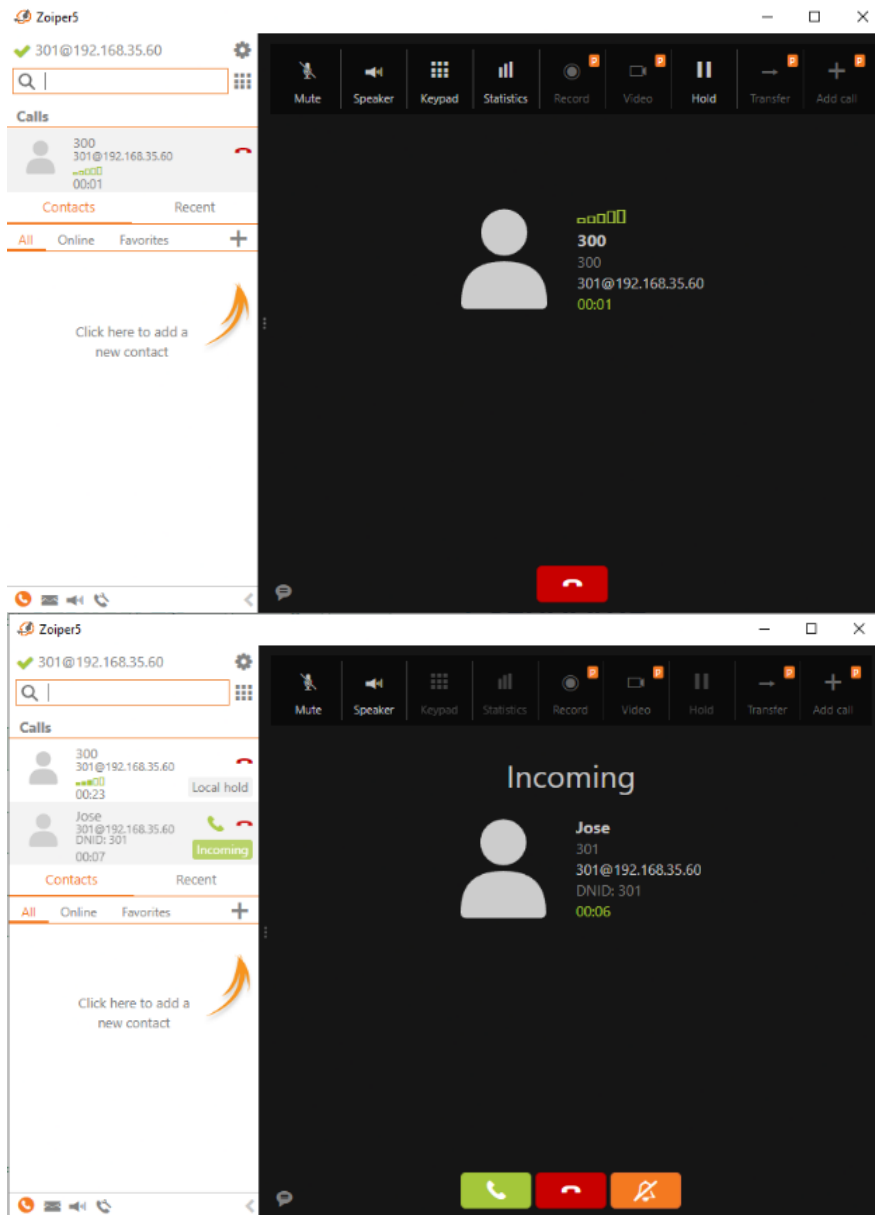 Zoiper5
301@192.168.35.60
Calls
300
301@192.168.35.60
00:01
Contacts Recent
All Online Favorites
Click here to add a
new contact
Mute Speaker Keypad Statistics Record Video Hold Transfer Add call
P P P P
300
300
301@192.168.35.60
00:01
Zoiper5
301@192.168.35.60
Calls
300
301@192.168.35.60
00:23
Local hold
Jose
301@192.168.35.60
DNID: 301
00:07
Incoming
Contacts Recent
All Online Favorites
Click here to add a
new contact
Mute Speaker Keypad Statistics Record Video Hold Transfer Add call
P P P P
Incoming
Jose
301
301@192.168.35.60
DNID: 301
00:06